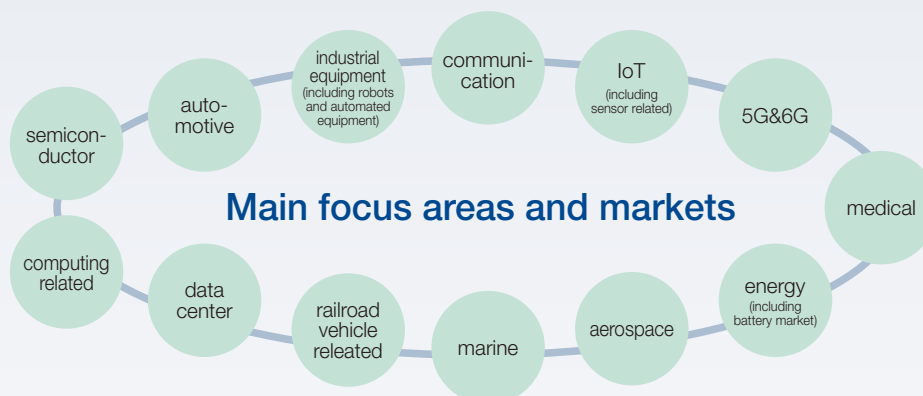 semicon-
ductor
auto-
motive
industrial
equipment
(including robots
and automated
equipment)
communi-
cation
IoT
(including
sensor related)
5G&6G
medical
Main focus areas and markets
computing
related
data
center
railroad
vehicle
releated
marine
aerospace
energy
(including
battery market)